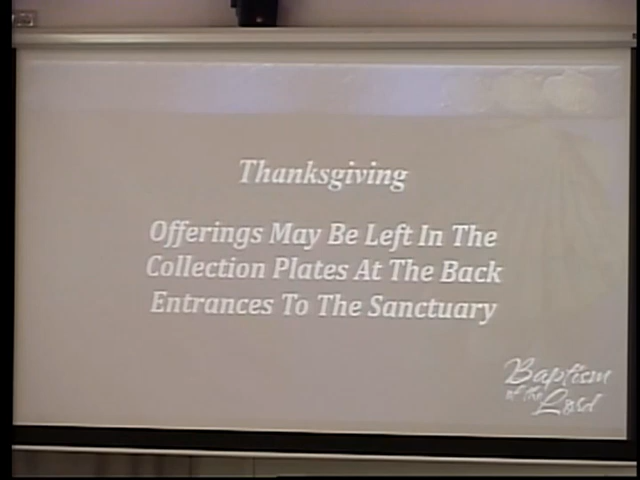 Thanksgiving
Offerings May Be Left In The
Collection Plates At The Back
Entrances To The Sanctuary
Baptism
of the
Lord